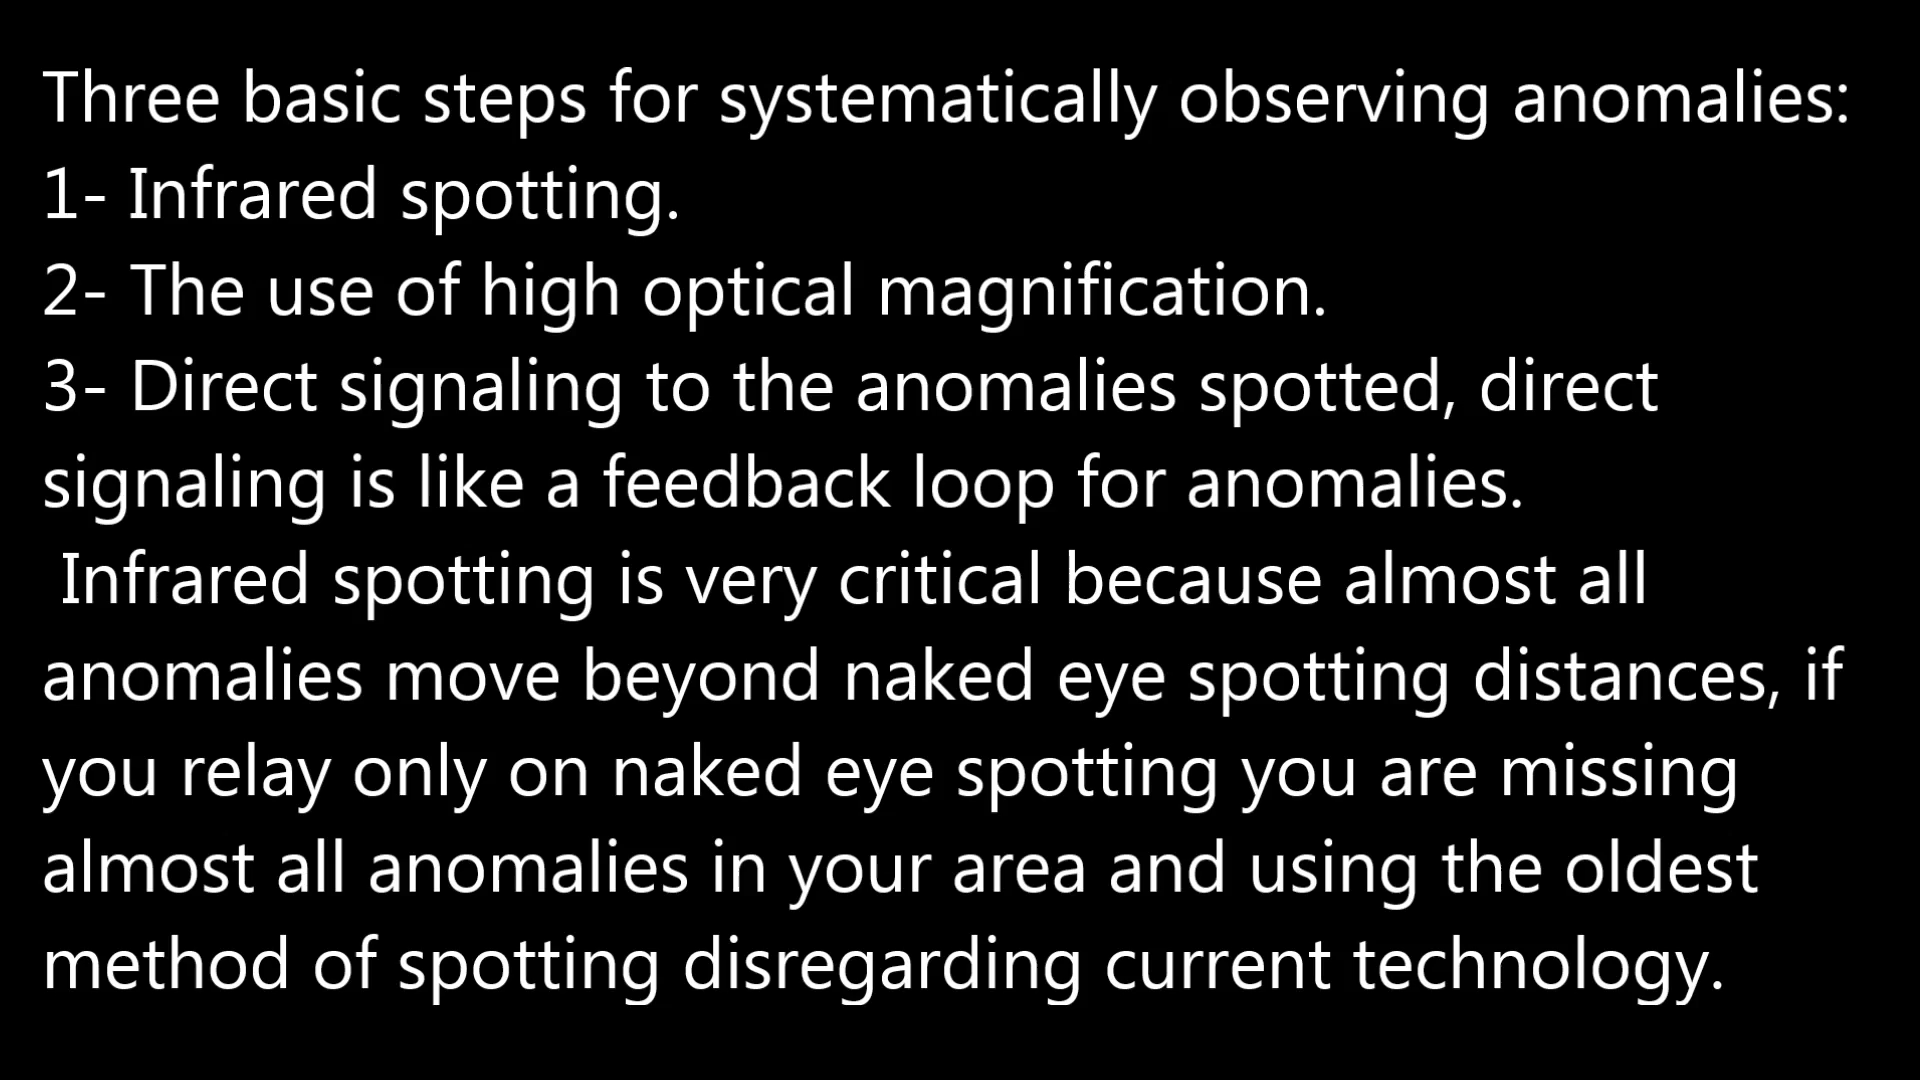 Three basic steps for systematically observing anomalies:
1- Infrared spotting.
2- The use of high optical magnification.
3- Direct signaling to the anomalies spotted, direct
signaling is like a feedback loop for anomalies.
Infrared spotting is very critical because almost all
anomalies move beyond naked eye spotting distances, if
you relay only on naked eye spotting you are missing
almost all anomalies in your area and using the oldest
method of spotting disregarding current technology.